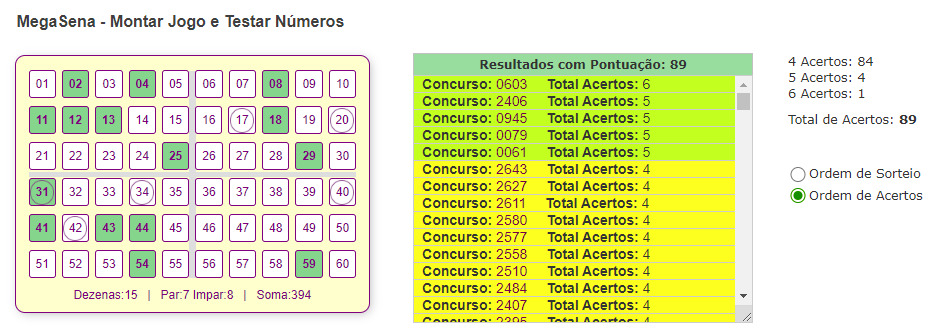 MegaSena - Montar Jogo e Testar Números
01 02 03 04 05 06 07 08 09 10
11 12 13 14 15 16 17 18 19 20
21 22 23 24 25 26 27 28 29 30
31 32 33 34 35 36 37 38 39 40
41 42 43 44 45 46 47 48 49 50
51 52 53 54 55 56 57 58 59 60
Dezenas:15 | Par:7 Impar:8 | Soma:394
Resultados com Pontuação: 89
Concurso: 0603 Total Acertos: 6
Concurso: 2406 Total Acertos: 5
Concurso: 0945 Total Acertos: 5
Concurso: 0079 Total Acertos: 5
Concurso: 0061 Total Acertos: 5
Concurso: 2643 Total Acertos: 4
Concurso: 2627 Total Acertos: 4
Concurso: 2611 Total Acertos: 4
Concurso: 2580 Total Acertos: 4
Concurso: 2577 Total Acertos: 4
Concurso: 2558 Total Acertos: 4
Concurso: 2510 Total Acertos: 4
Concurso: 2484 Total Acertos: 4
Concurso: 2407 Total Acertos: 4
Concurso: 2395 Total Acertos: 4
4 Acertos: 84
5 Acertos: 4
6 Acertos: 1
Total de Acertos: 89
Ordem de Sorteio
Ordem de Acertos